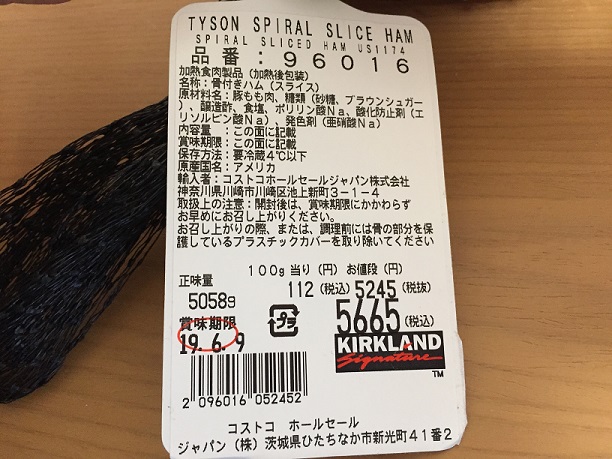 TYSON SPIRAL SLICE HAM
SPIRAL SLICED HAM US1174
品番：96016
加熱食肉製品（加熱後包装）
名称：骨付きハム（スライス）
原材料名：豚もも肉、糖類（砂糖、ブラウンシュガー
）、醸造酢、食塩、ポリリン酸Ｎａ、酸化防止剤（エ
リソルビン酸Ｎａ）、発色剤（亜硝酸Ｎａ）
内容量　：この面に記載
賞味期限：この面に記載
保存方法：要冷蔵4℃以下
原産国名：アメリカ
輸入者：コストコホールセールジャパン株式会社
神奈川県川崎市川崎区池上新町３－１－４
取扱上の注意：開封後は、賞味期限にかかわらず
お早めにお召し上がりください。
お召し上がりの際、または、調理前には骨の部分を保
護しているプラスチックカバーを取り除いてください
100g 当り（円） お値段（円）
正味量
5058g 112（税込） 5245（税抜）
5665（税込）
賞味期限
19. 6. 9
プラ
KIRKLAND
Signature
TM
2 096016 052452
コストコ　ホールセール
ジャパン（株）茨城県ひたちなか市新光町４１番２